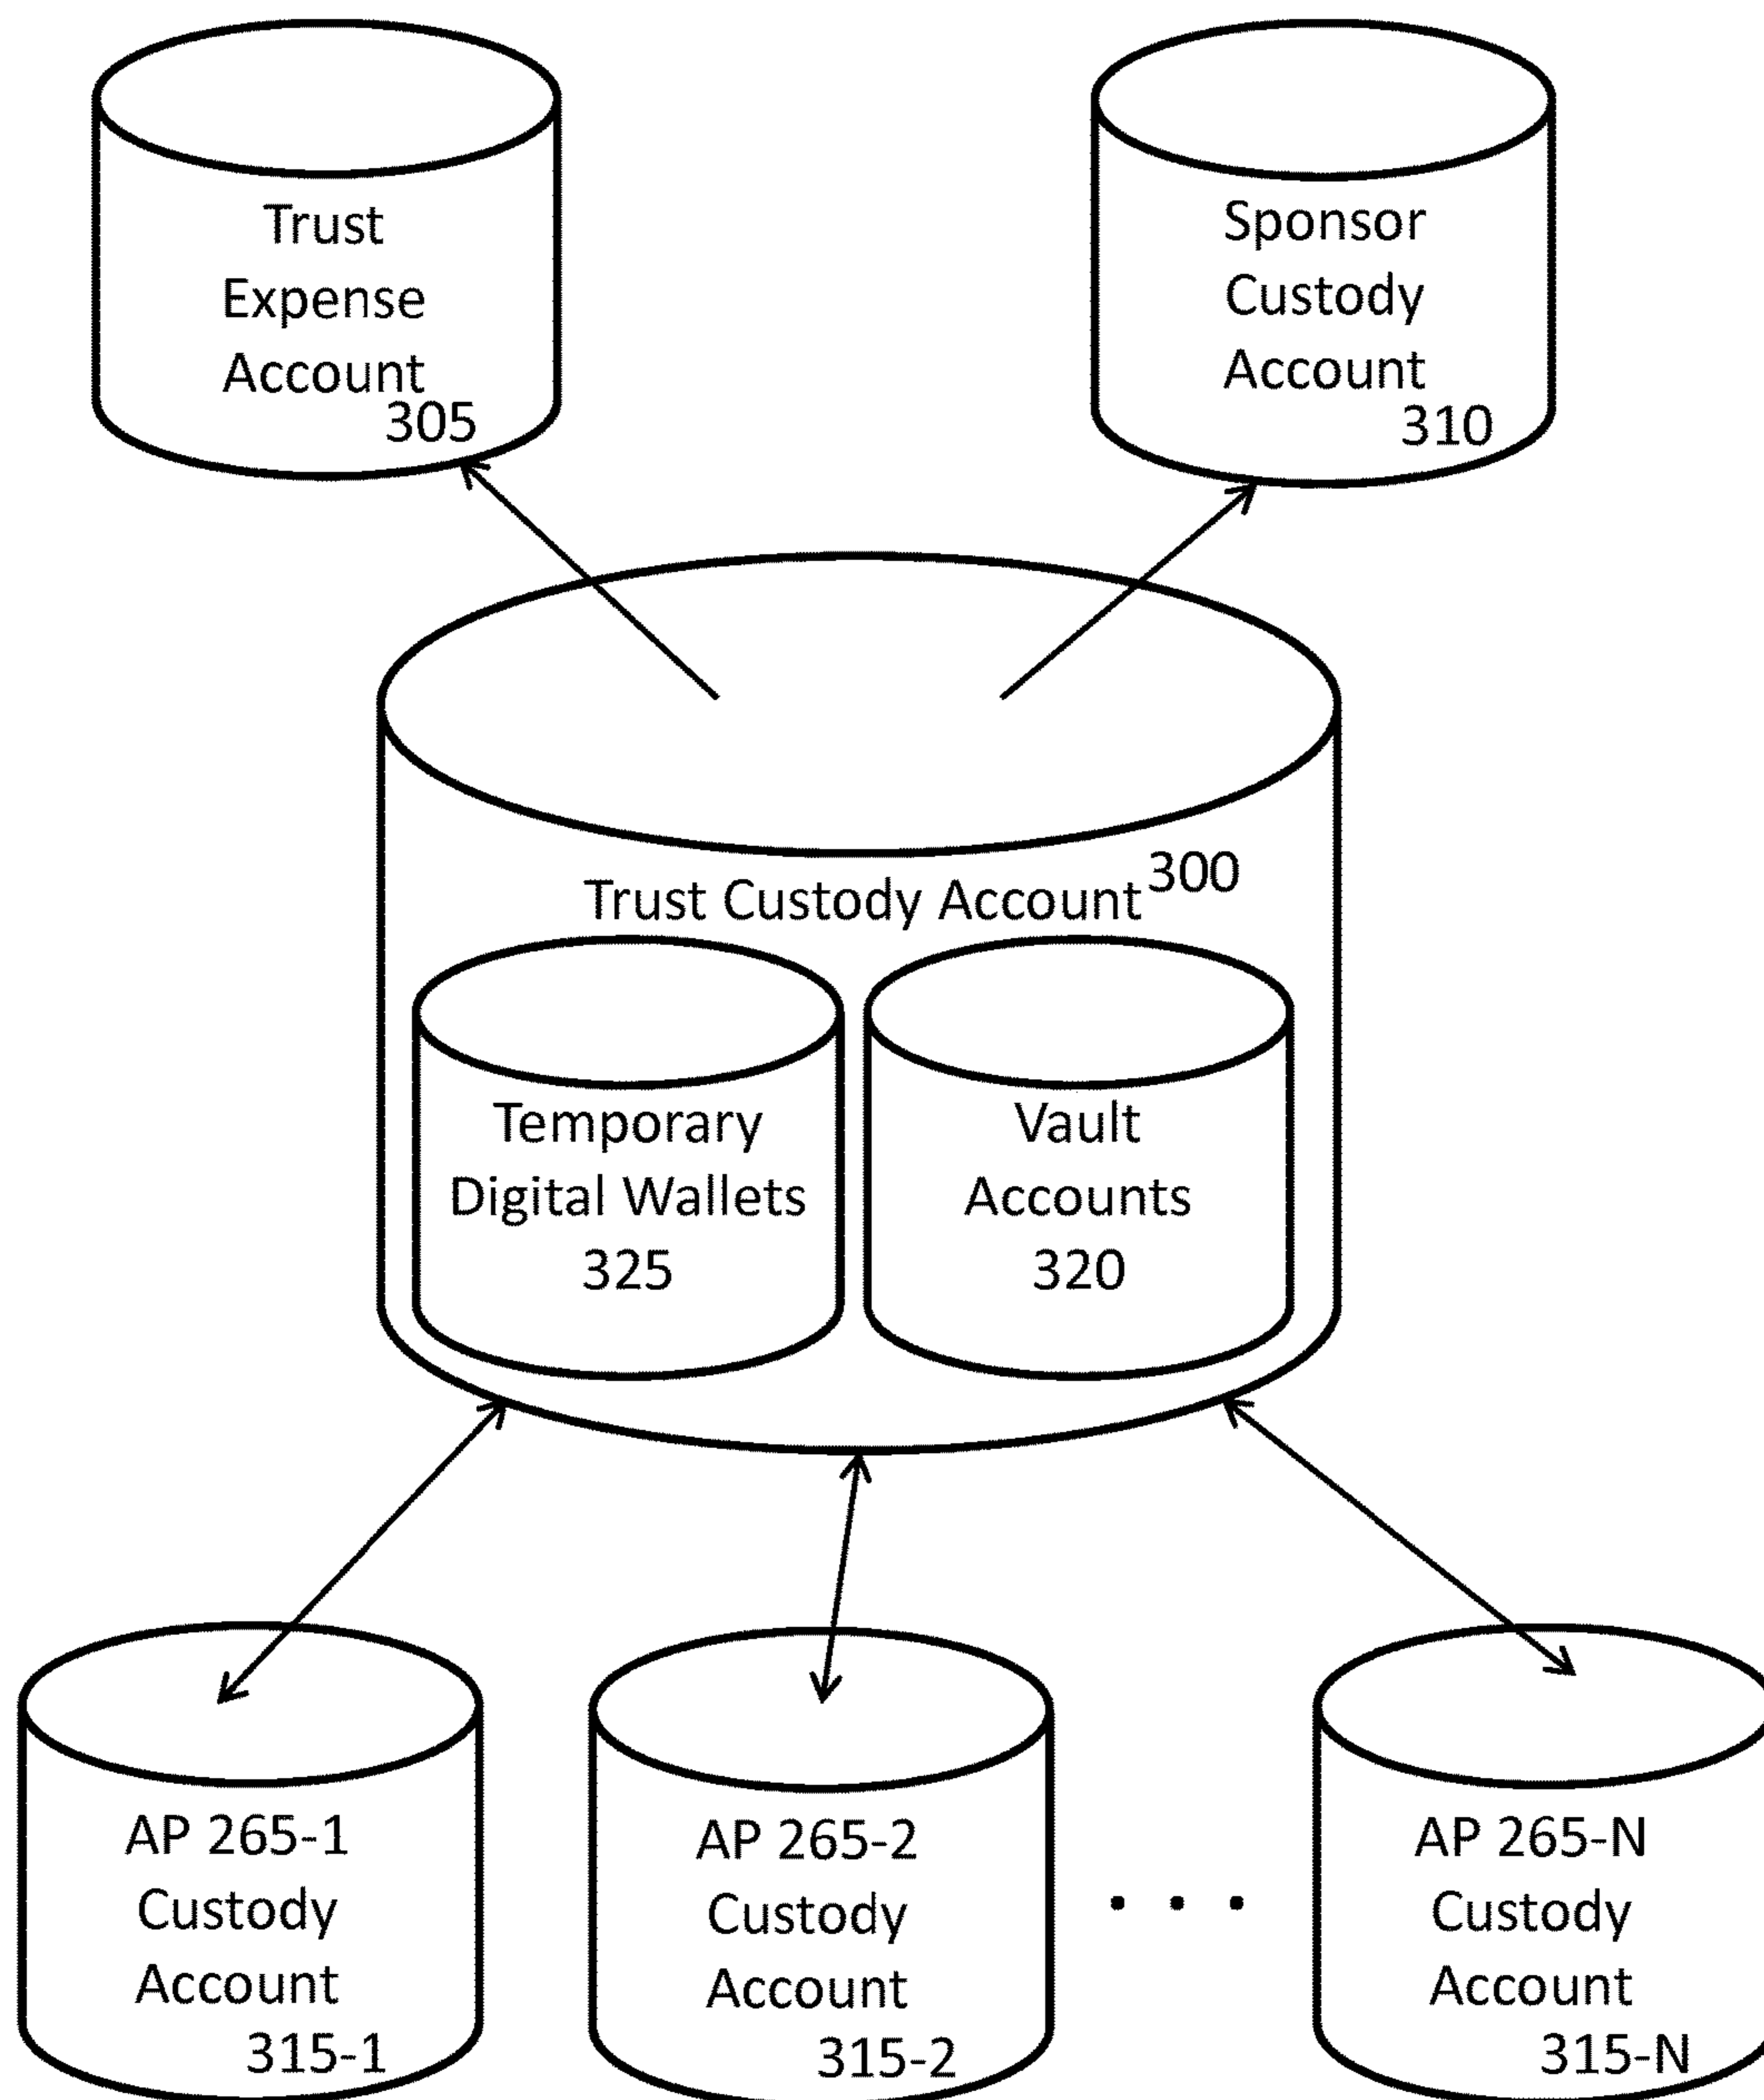 Trust
Expense
Account
305
Sponsor
Custody
Account
310
300
Trust Custody Account
Temporary
Digital Wallets
325
Vault
Accounts
320
AP 265-1
Custody
Account
315-1
AP 265-2
Custody
Account
315-2
. . .
AP 265-N
Custody
Account
315-N